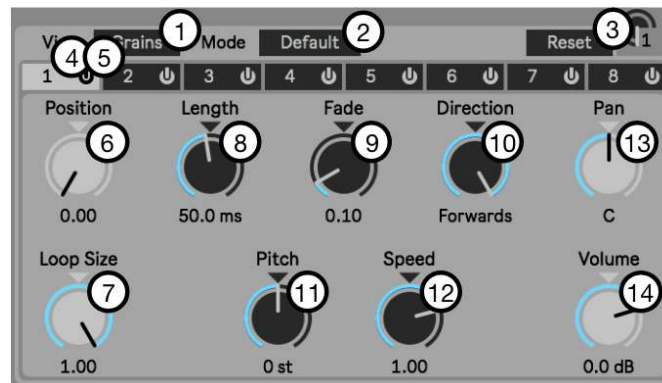 Grains 1 Mode Default 2 Reset 3 1
1 4 5 2 3 4 5 6 7 8
Position Length Fade Direction Pan
6 8 9 10 13
0.00 50.0 ms 0.10 Forwards C
Loop Size Pitch Speed Volume
7 11 12 14
1.00 0 st 1.00 0.0 dB